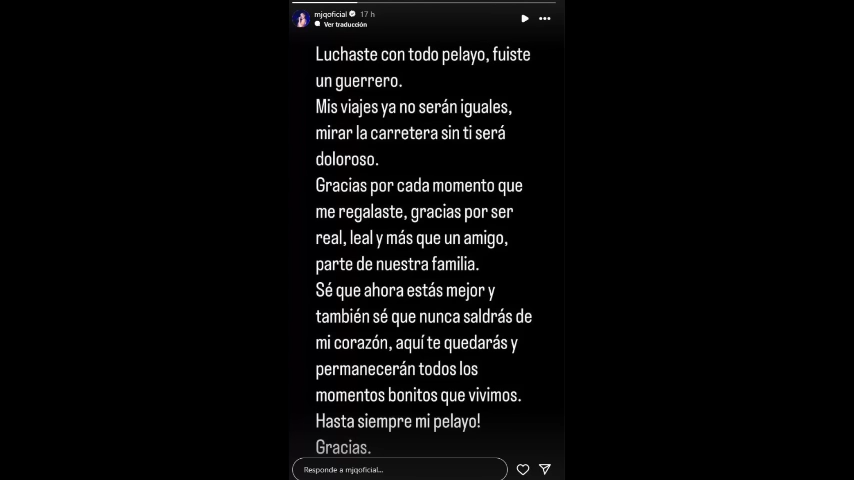 mjqoficial 17 h
Ver traducción
Luchaste con todo pelayo, fuiste
un guerrero.
Mis viajes ya no serán iguales,
mirar la carretera sin ti será
doloroso.
Gracias por cada momento que
me regalaste, gracias por ser
real, leal y más que un amigo,
parte de nuestra familia.
Sé que ahora estás mejor y
también sé que nunca saldrás de
mi corazón, aquí te quedarás y
permanecerán todos los
momentos bonitos que vivimos.
Hasta siempre mi pelayo!
Gracias.
Responde a mjqoficial...